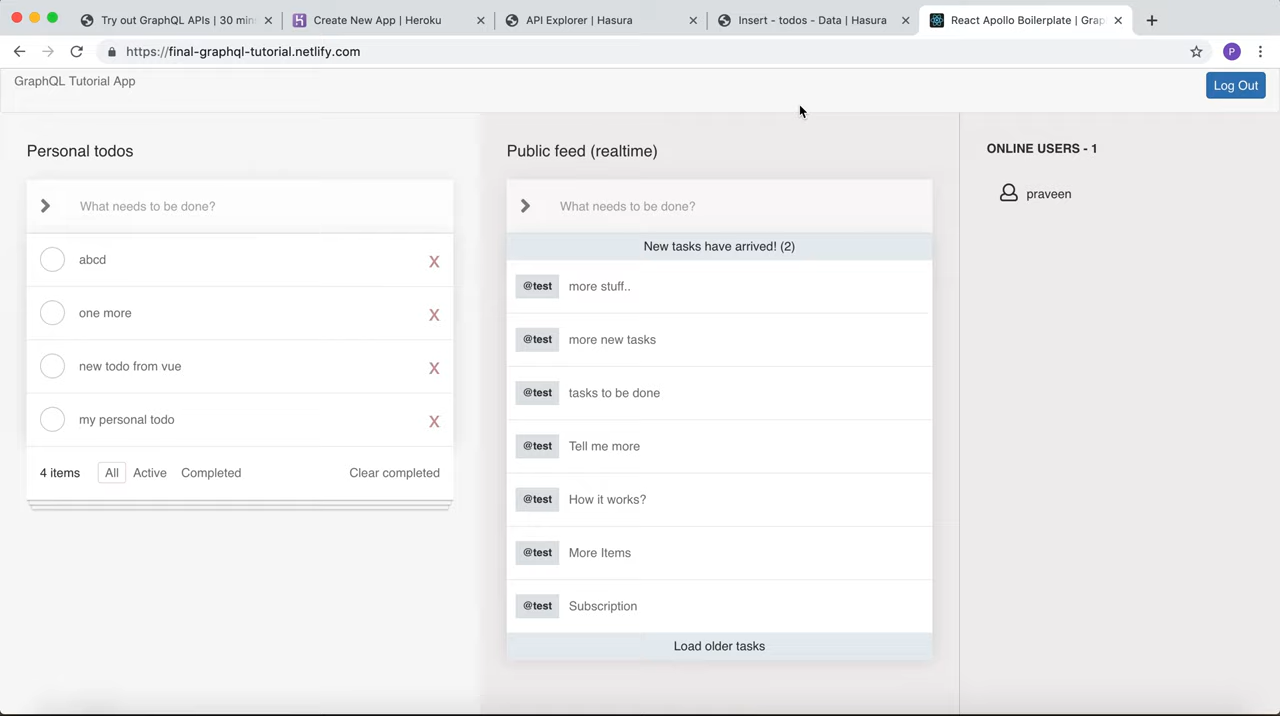 Try out GraphQL APIs | 30 mins
Create New App | Heroku
API Explorer | Hasura
Insert - todos - Data | Hasura
React Apollo Boilerplate | Grap
https://final-graphql-tutorial.netlify.com
P
GraphQL Tutorial App
Log Out
Personal todos
What needs to be done?
abcd
X
one more
X
new todo from vue
X
my personal todo
X
4 items All Active Completed Clear completed
Public feed (realtime)
What needs to be done?
New tasks have arrived! (2)
@test more stuff..
@test more new tasks
@test tasks to be done
@test Tell me more
@test How it works?
@test More Items
@test Subscription
Load older tasks
ONLINE USERS - 1
praveen